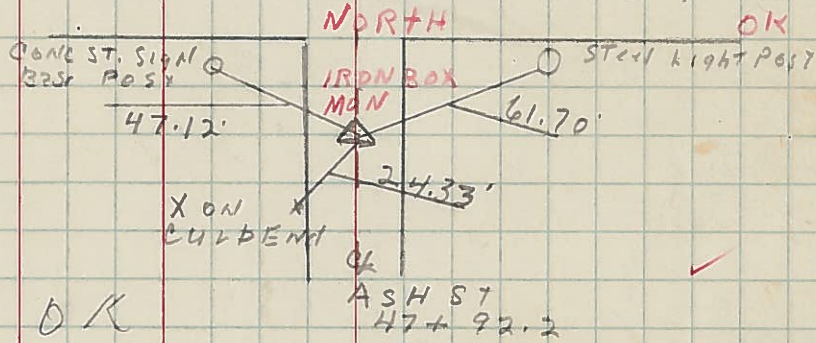 NORTH
OK
CONC ST. SIGN
BASE POST
STEEL LIGHT POST
IRON BOX
MON
47.12'
61.70'
24.33'
X ON
CULDEND
℄
ASH ST
47+92.2
OK